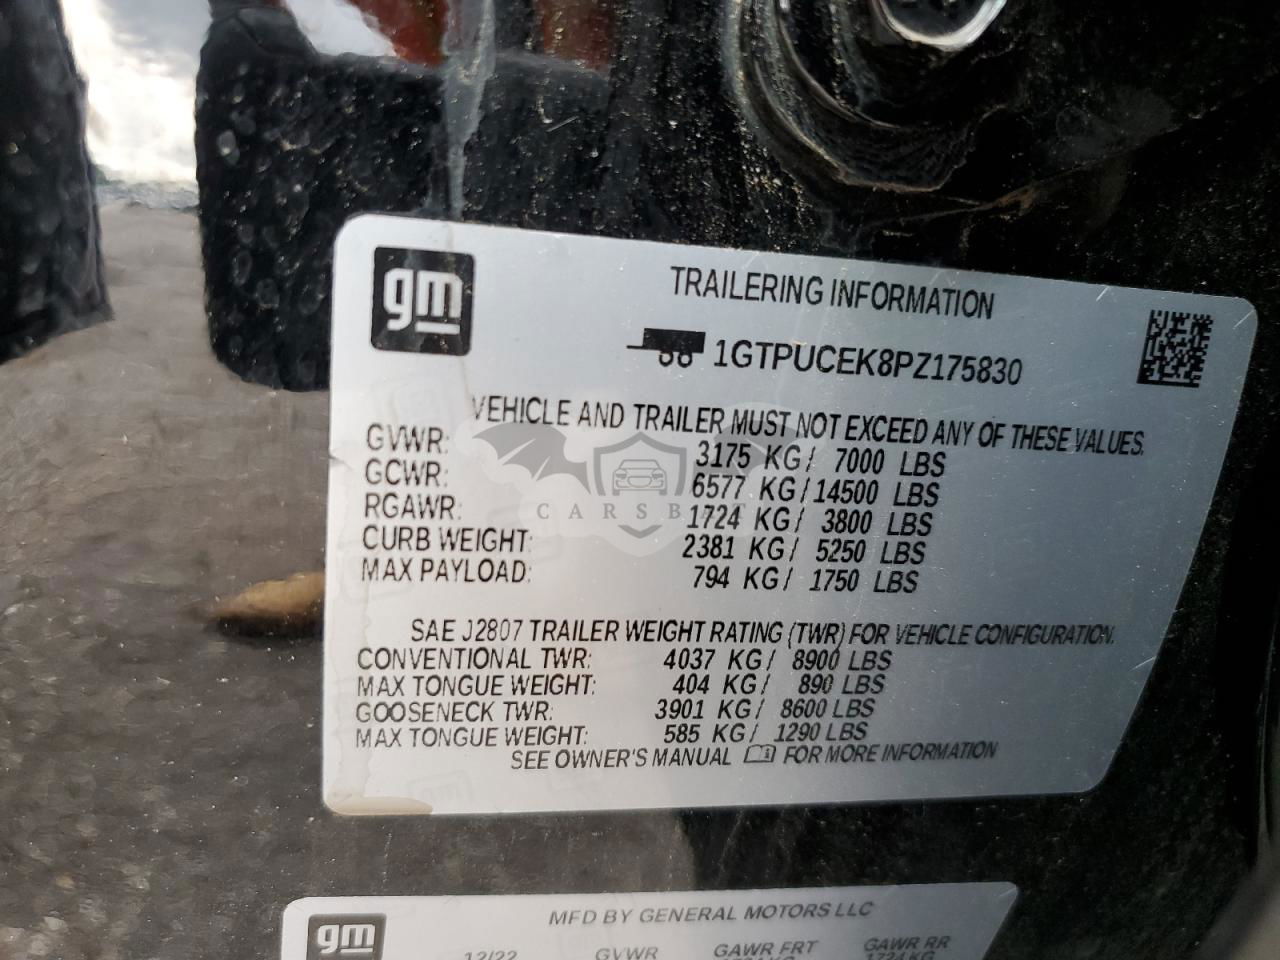 gm
TRAILERING INFORMATION
1GTPUCEK8PZ175830
VEHICLE AND TRAILER MUST NOT EXCEED ANY OF THESE VALUES.
GVWR: 3175 KG/ 7000 LBS
GCWR: 6577 KG/14500 LBS
RGAWR: 1724 KG/ 3800 LBS
CURB WEIGHT: 2381 KG/ 5250 LBS
MAX PAYLOAD: 794 KG/ 1750 LBS
CARSB
SAE J2807 TRAILER WEIGHT RATING (TWR) FOR VEHICLE CONFIGURATION.
CONVENTIONAL TWR: 4037 KG/ 8900 LBS
MAX TONGUE WEIGHT: 404 KG/ 890 LBS
GOOSENECK TWR: 3901 KG/ 8600 LBS
MAX TONGUE WEIGHT: 585 KG/ 1290 LBS
SEE OWNER'S MANUAL FOR MORE INFORMATION
gm
MFD BY GENERAL MOTORS LLC
12/22 GVWR GAWR FRT GAWR RR
1724 KG